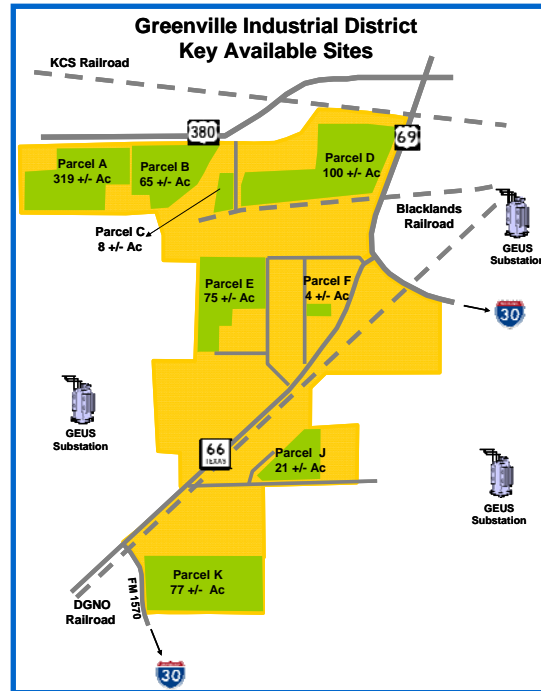 Greenville Industrial District
Key Available Sites
KCS Railroad
380
69
Parcel A
319 +/- Ac
Parcel B
65 +/- Ac
Parcel D
100 +/- Ac
Parcel C
8 +/- Ac
Blacklands
Railroad
GEUS
Substation
Parcel E
75 +/- Ac
Parcel F
4 +/- Ac
30
GEUS
Substation
66
TEXAS
Parcel J
21 +/- Ac
GEUS
Substation
Parcel K
77 +/- Ac
FM 1570
DGNO
Railroad
30